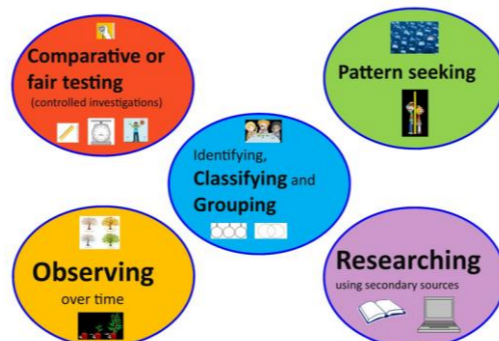 Comparative or
fair testing
(controlled investigations)
Pattern seeking
Identifying,
Classifying and
Grouping
Observing
over time
Researching
using secondary sources